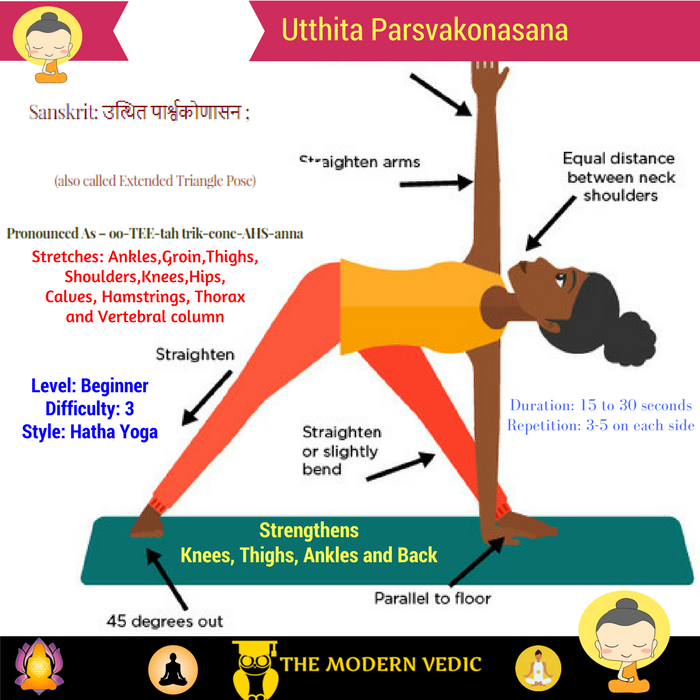 Utthita Parsvakonasana
Sanskrit: उत्थित पार्श्वकोणासन ;
(also called Extended Triangle Pose)
Pronounced As – oo-TEE-tah trik-cone-AHS-anna
Stretches: Ankles,Groin,Thighs,
Shoulders,Knees,Hips,
Calves, Hamstrings, Thorax
and Vertebral column
Straighten arms
Equal distance
between neck
shoulders
Straighten
Level: Beginner
Difficulty: 3
Style: Hatha Yoga
Duration: 15 to 30 seconds
Repetition: 3-5 on each side
Straighten
or slightly
bend
Strengthens
Knees, Thighs, Ankles and Back
Parallel to floor
45 degrees out
THE MODERN VEDIC